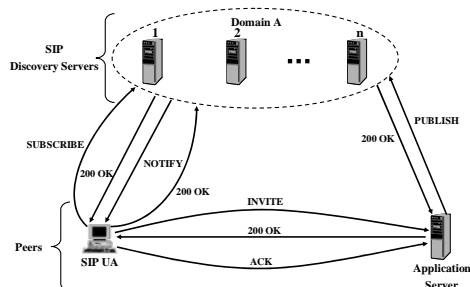 Domain A
SIP
Discovery Servers
1
2
n
SUBSCRIBE
200 OK
NOTIFY
200 OK
200 OK
PUBLISH
INVITE
200 OK
ACK
Peers
SIP UA
Application
Server